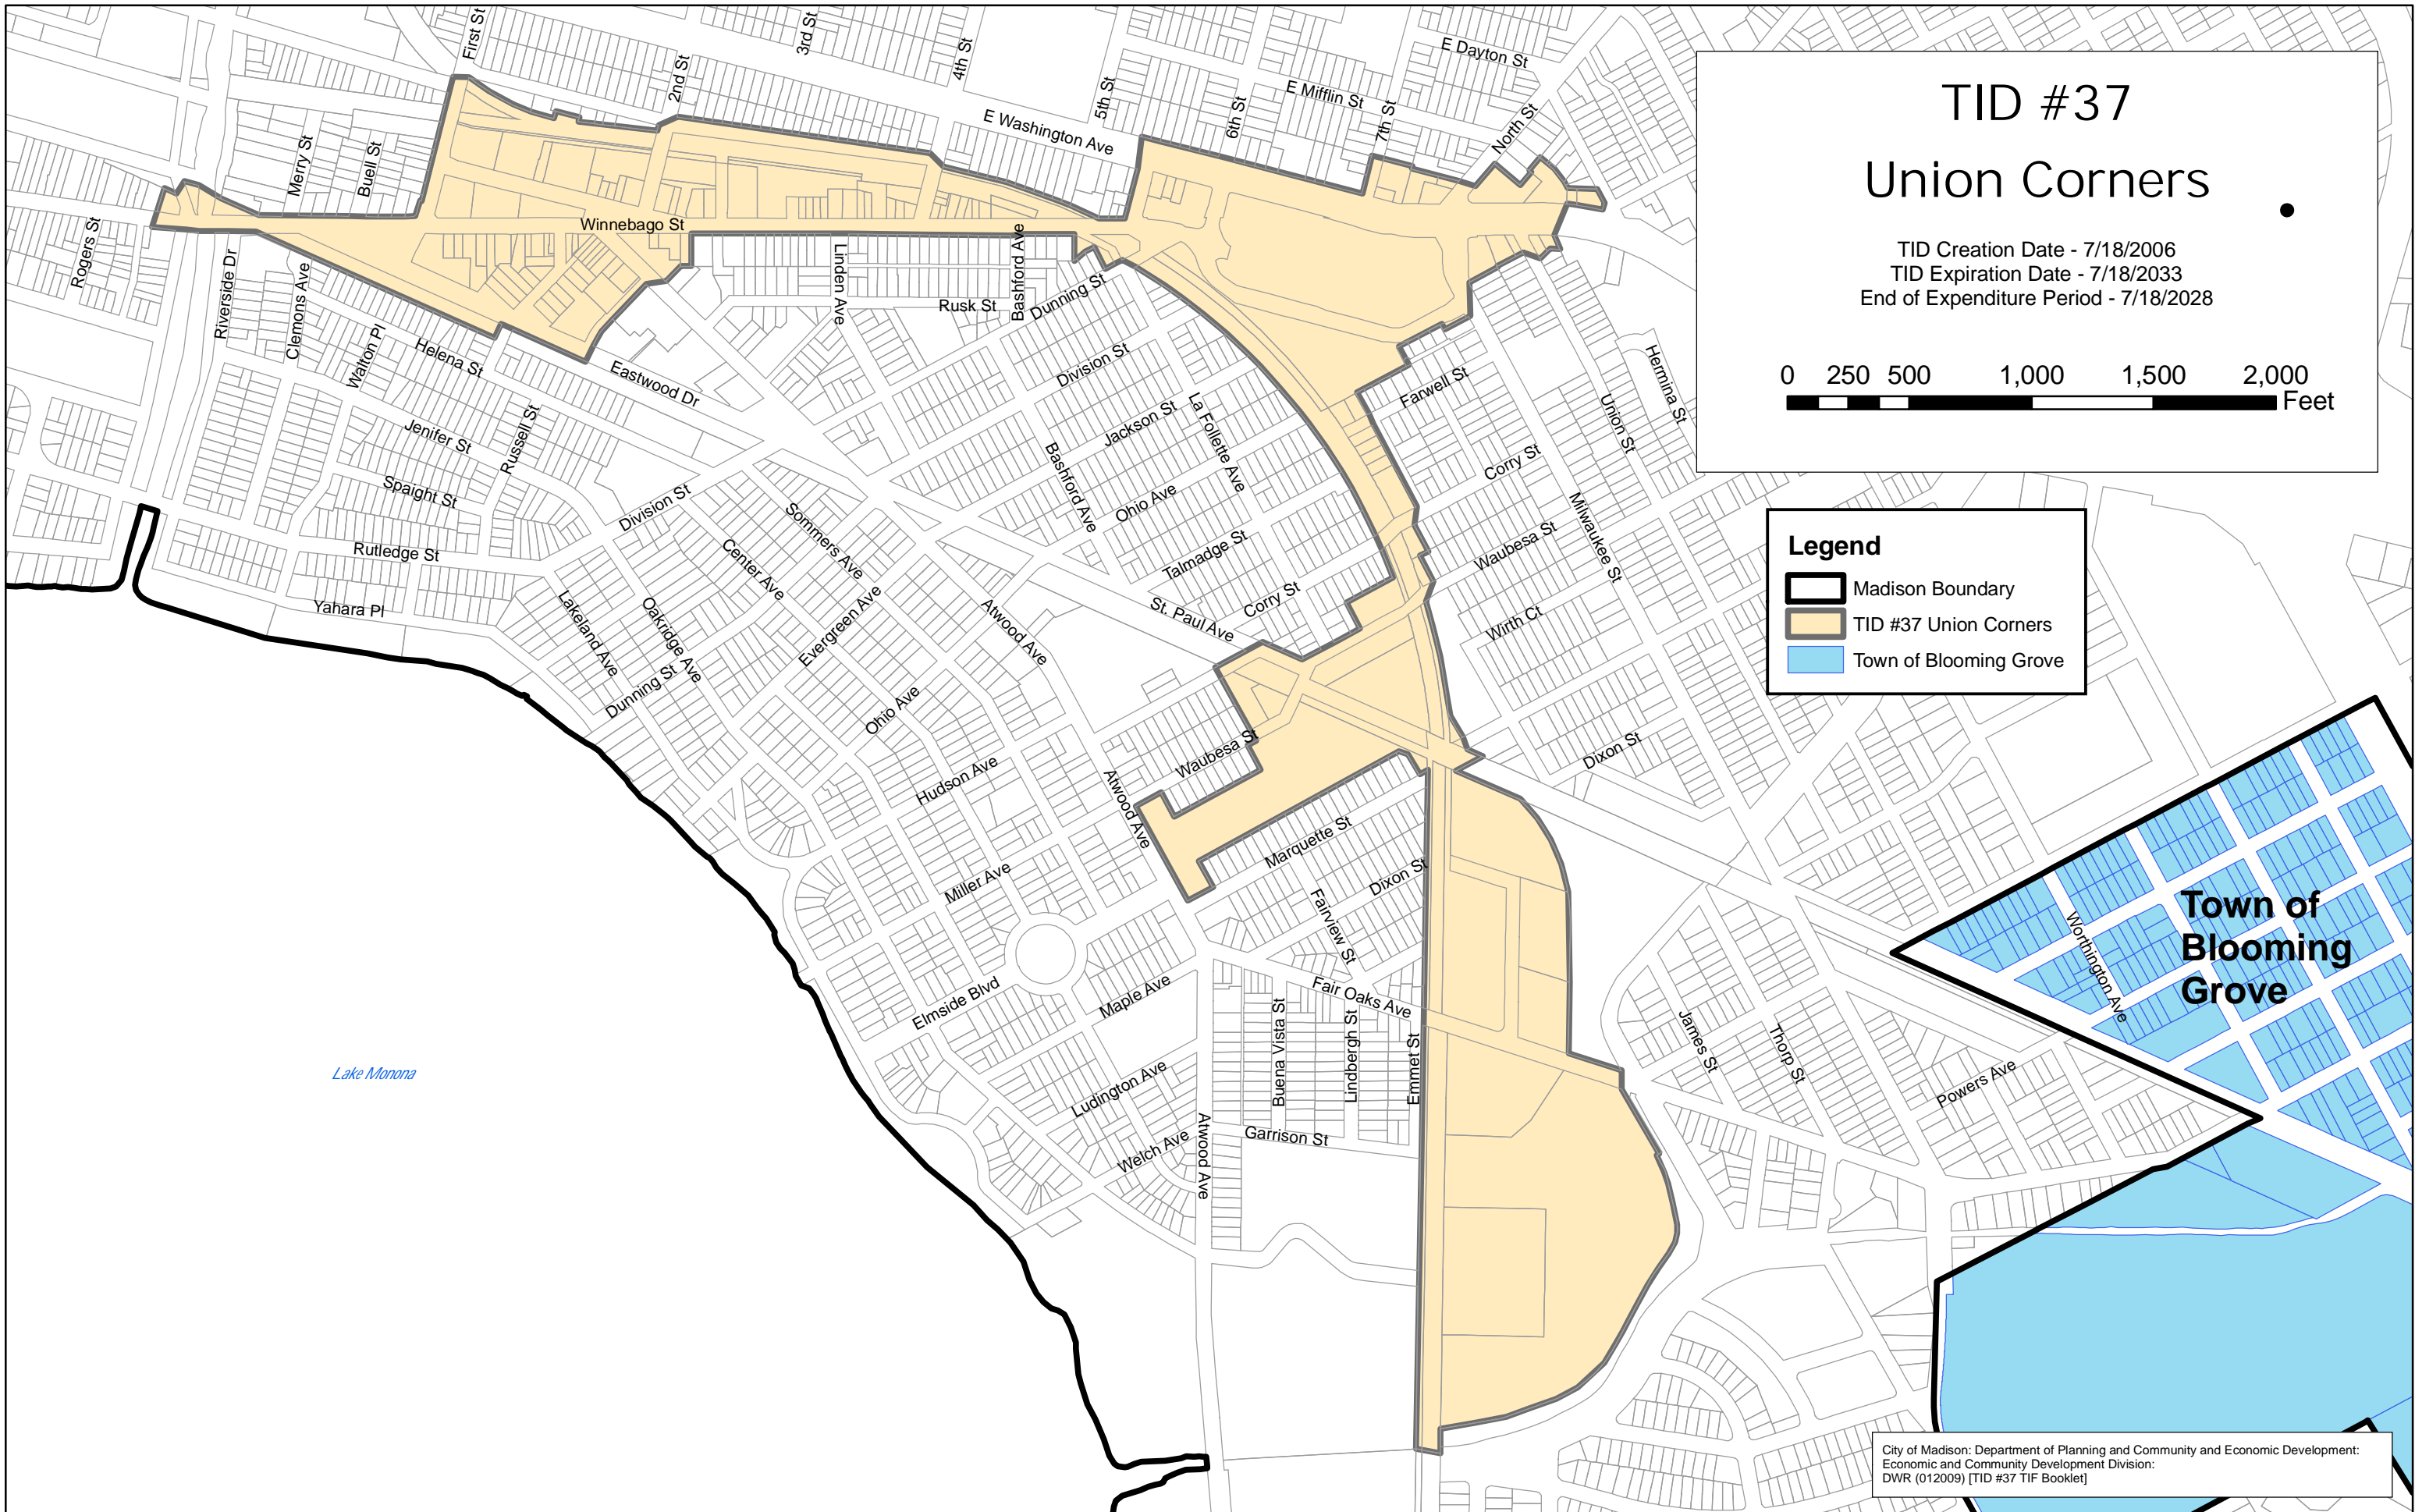 TID #37
Union Corners
TID Creation Date - 7/18/2006
TID Expiration Date - 7/18/2033
End of Expenditure Period - 7/18/2028
0 250 500 1,000 1,500 2,000
Feet
Legend
Madison Boundary
TID #37 Union Corners
Town of Blooming Grove
First St
2nd St
3rd St
4th St
5th St
6th St
7th St
E Dayton St
E Mifflin St
North St
E Washington Ave
Merry St
Buell St
Rogers St
Riverside Dr
Clemons Ave
Walton Pl
Winnebago St
Linden Ave
Bashford Ave
Rusk St
Dunning St
Helena St
Eastwood Dr
Division St
Jackson St
La Follette Ave
Farwell St
Hermina St
Union St
Jenifer St
Russell St
Spaight St
Division St
Bashford Ave
Ohio Ave
Corry St
Milwaukee St
Waubesa St
Sommers Ave
Center Ave
Rutledge St
Yahara Pl
Lakeland Ave
Oakridge Ave
Dunning St
Evergreen Ave
Atwood Ave
Talmadge St
Corry St
St. Paul Ave
Wirth Ct
Ohio Ave
Hudson Ave
Waubesa St
Atwood Ave
Dixon St
Marquette St
Dixon St
Miller Ave
Fairview St
Elmside Blvd
Maple Ave
Fair Oaks Ave
Buena Vista St
Lindbergh St
Emmet St
Ludington Ave
Welch Ave
Atwood Ave
Garrison St
James St
Thorp St
Powers Ave
Worthington Ave
Town of
Blooming
Grove
Lake Monona
City of Madison: Department of Planning and Community and Economic Development:
Economic and Community Development Division:
DWR (012009) [TID #37 TIF Booklet]